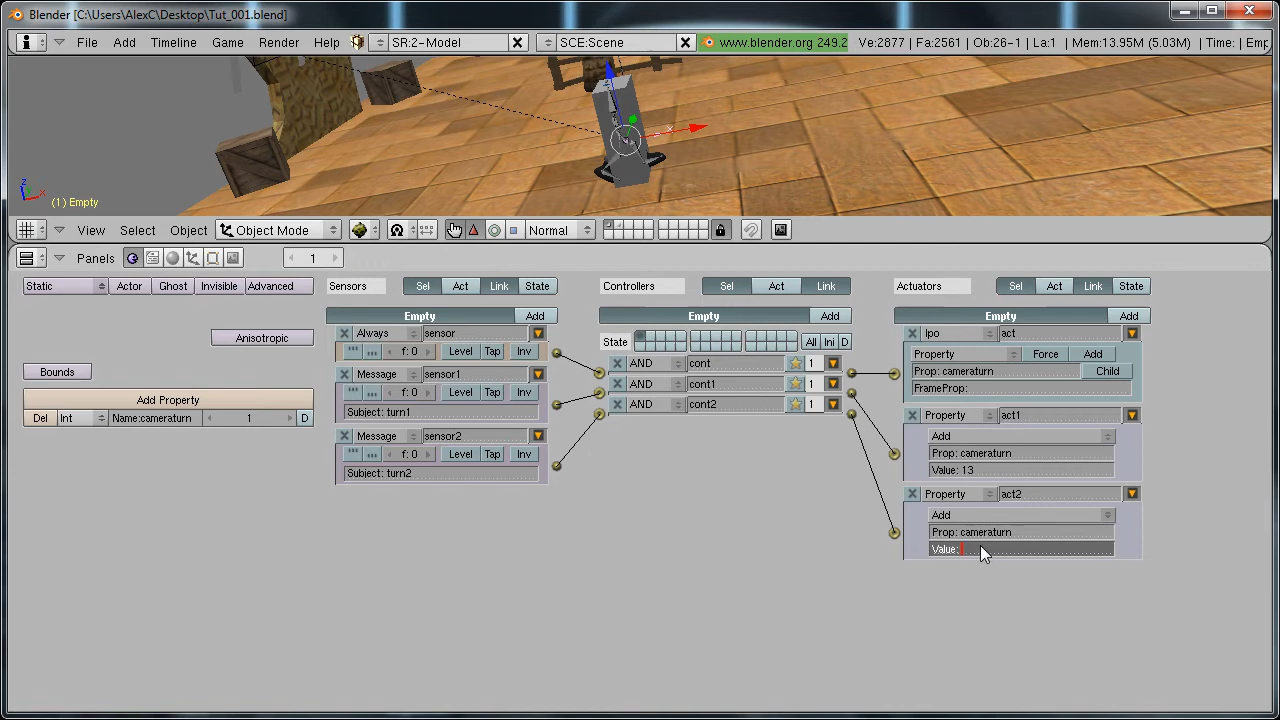 Blender [C:\Users\AlexC\Desktop\Tut_001.blend]
File Add Timeline Game Render Help SR:2-Model SCE:Scene www.blender.org 249.2 Ve:2877 | Fa:2561 | Ob:26-1 | La:1 | Mem:13.95M (5.03M) | Time: | Emp
(1) Empty
View Select Object Object Mode Normal
Panels 1
Static Actor Ghost Invisible Advanced Sensors Sel Act Link State Controllers Sel Act Link Actuators Sel Act Link State
Empty Add Empty Add Empty Add
Always sensor Ipo act
Anisotropic State All Ini D
f: 0 Level Tap Inv Property Force Add
AND cont 1
Bounds Message sensor1 Prop: cameraturn Child
AND cont1 1
f: 0 Level Tap Inv FrameProp:
Add Property
AND cont2 1
Subject: turn1 Property act1
Del Int Name:cameraturn 1 D
Message sensor2 Add
f: 0 Level Tap Inv Prop: cameraturn
Subject: turn2 Value: 13
Property act2
Add
Prop: cameraturn
Value: